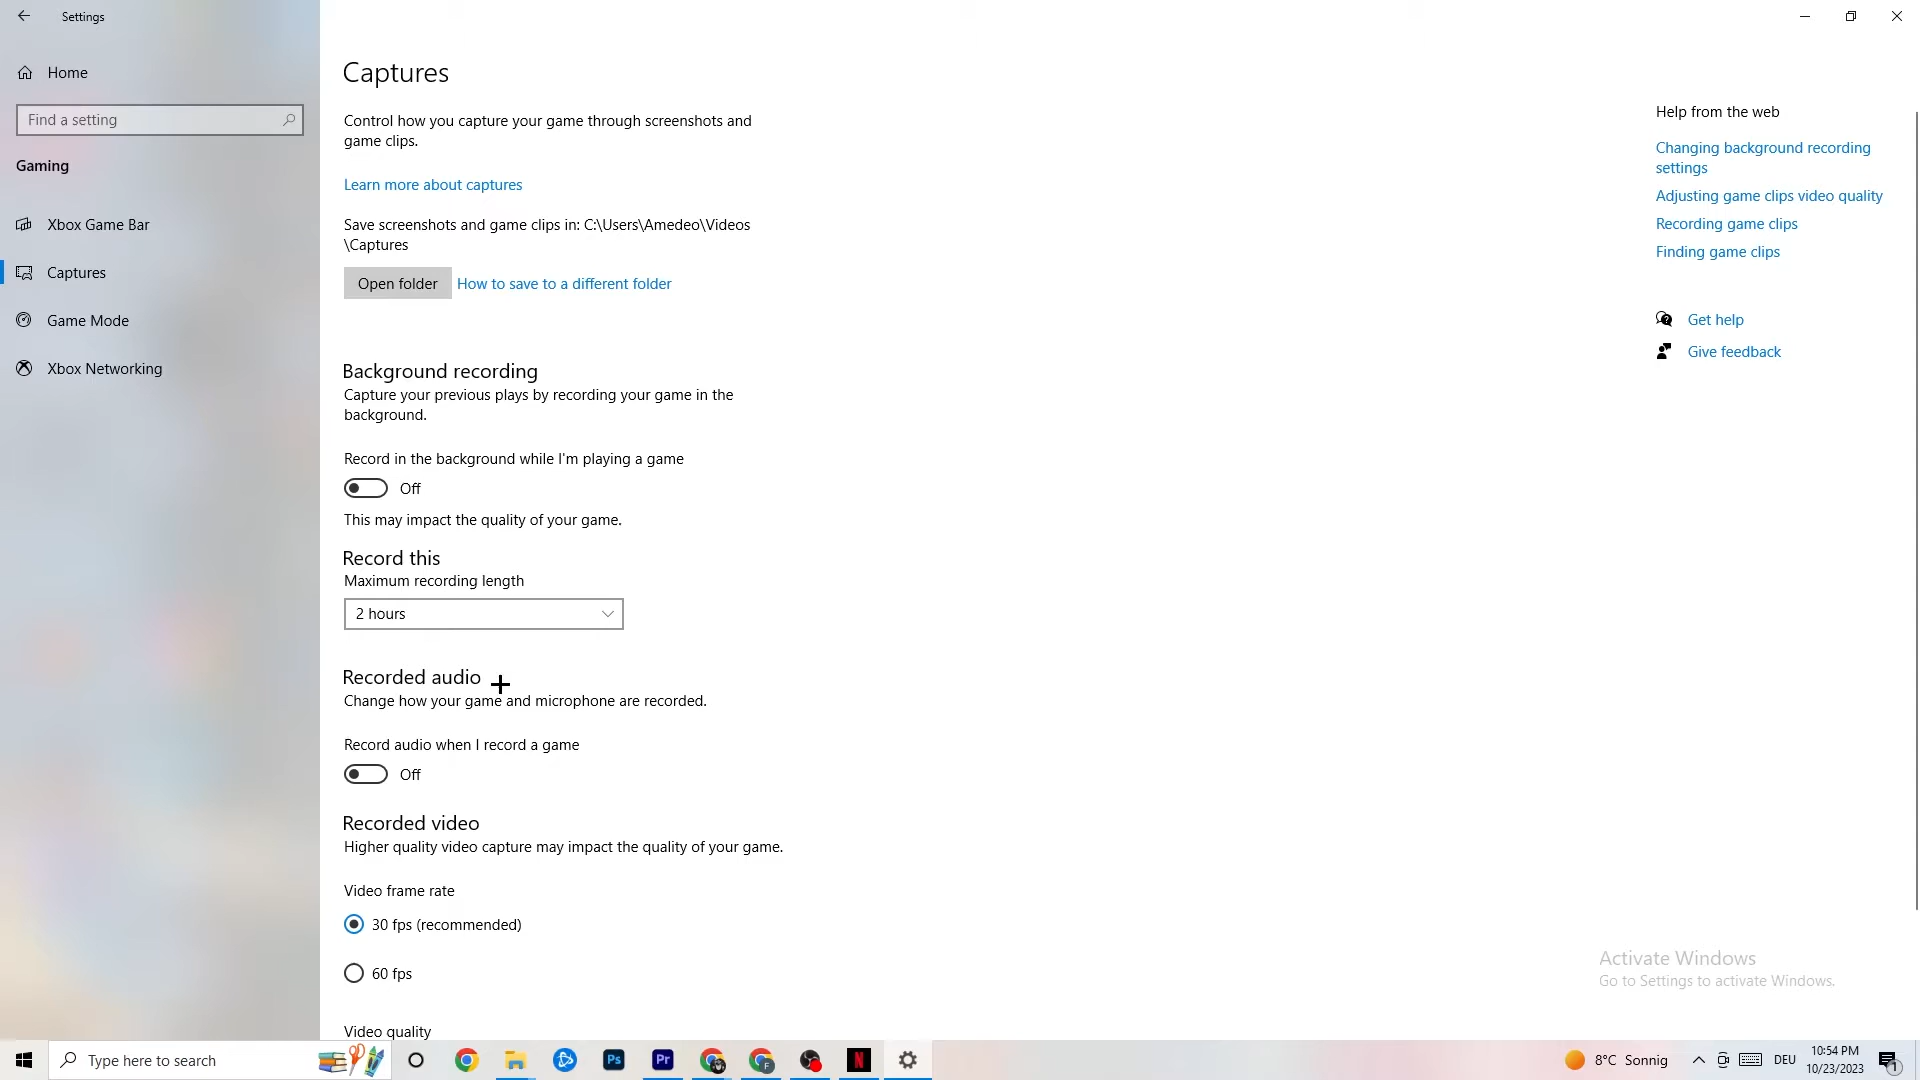 Settings
Home
Find a setting
Gaming
Xbox Game Bar
Captures
Game Mode
Xbox Networking
Captures
Control how you capture your game through screenshots and
game clips.
Learn more about captures
Save screenshots and game clips in: C:\Users\Amedeo\Videos
\Captures
Open folder
How to save to a different folder
Background recording
Capture your previous plays by recording your game in the
background.
Record in the background while I'm playing a game
Off
This may impact the quality of your game.
Record this
Maximum recording length
2 hours
Recorded audio
Change how your game and microphone are recorded.
Record audio when I record a game
Off
Recorded video
Higher quality video capture may impact the quality of your game.
Video frame rate
30 fps (recommended)
60 fps
Video quality
Help from the web
Changing background recording
settings
Adjusting game clips video quality
Recording game clips
Finding game clips
Get help
Give feedback
Activate Windows
Go to Settings to activate Windows.
Type here to search
Ps
Pr
F
N
8°C Sonnig
DEU
10:54 PM
10/23/2023
1